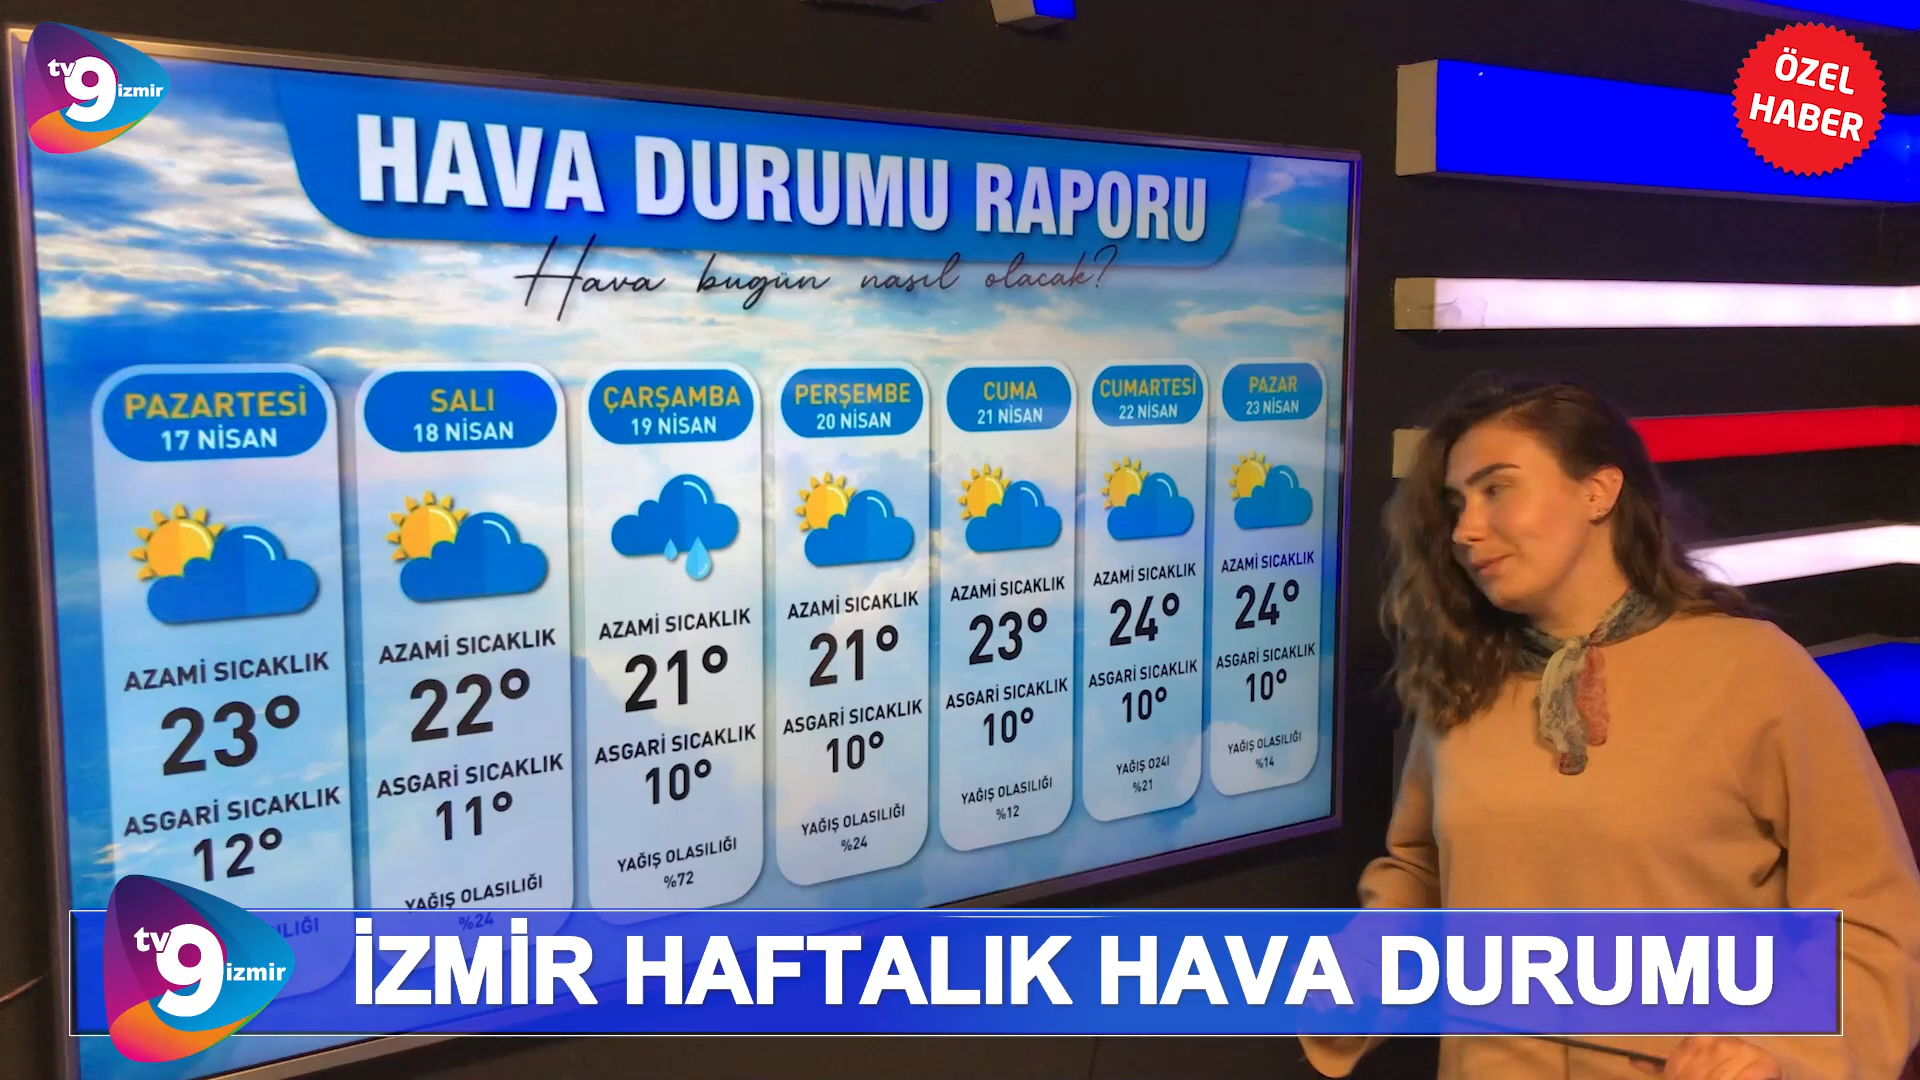 tv9izmir
ÖZEL
HABER
HAVA DURUMU RAPORU
Hava bugün nasıl olacak?
PAZARTESİ
17 NİSAN
AZAMİ SICAKLIK
23°
ASGARİ SICAKLIK
12°
SALI
18 NİSAN
AZAMİ SICAKLIK
22°
ASGARİ SICAKLIK
11°
YAĞIŞ OLASILIĞI
%24
ÇARŞAMBA
19 NİSAN
AZAMİ SICAKLIK
21°
ASGARİ SICAKLIK
10°
YAĞIŞ OLASILIĞI
%72
PERŞEMBE
20 NİSAN
AZAMİ SICAKLIK
21°
ASGARİ SICAKLIK
10°
YAĞIŞ OLASILIĞI
%24
CUMA
21 NİSAN
AZAMİ SICAKLIK
23°
ASGARİ SICAKLIK
10°
YAĞIŞ OLASILIĞI
%12
CUMARTESİ
22 NİSAN
AZAMİ SICAKLIK
24°
ASGARİ SICAKLIK
10°
YAĞIŞ O24I
%21
PAZAR
23 NİSAN
AZAMİ SICAKLIK
24°
ASGARİ SICAKLIK
10°
YAĞIŞ OLASILIĞI
%14
tv9izmir
İZMİR HAFTALIK HAVA DURUMU